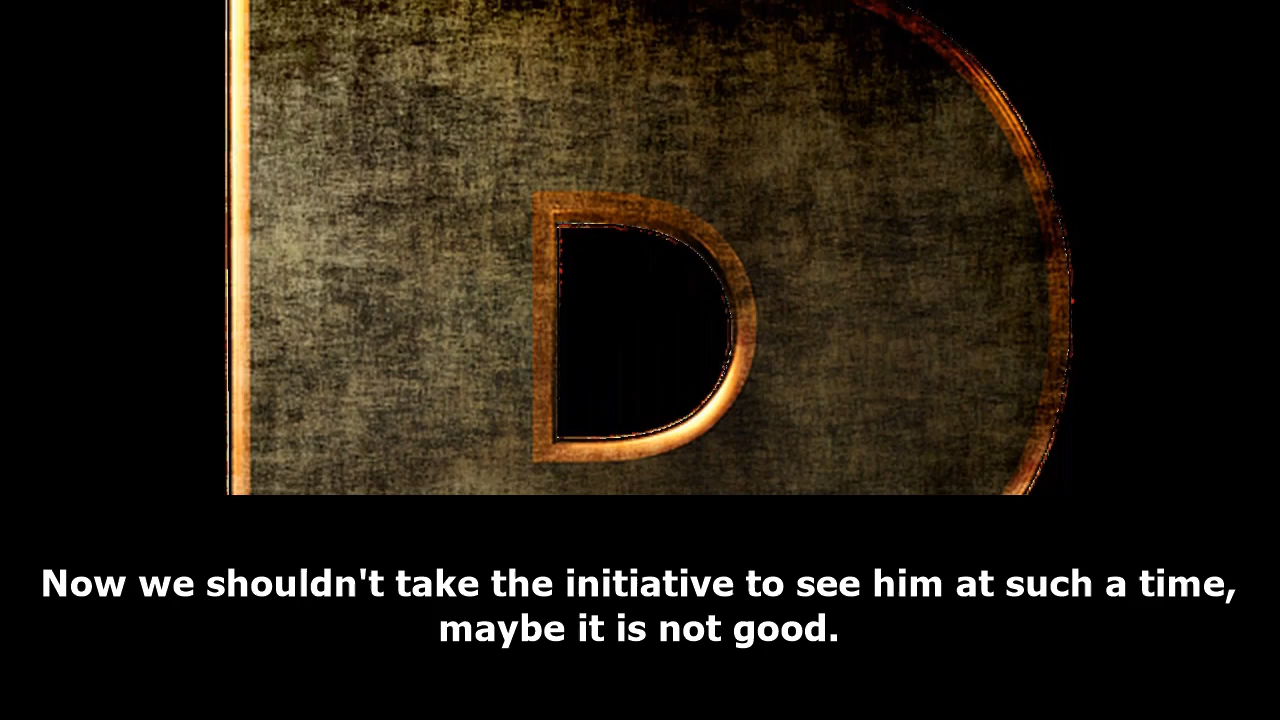 D
Now we shouldn't take the initiative to see him at such a time,
maybe it is not good.